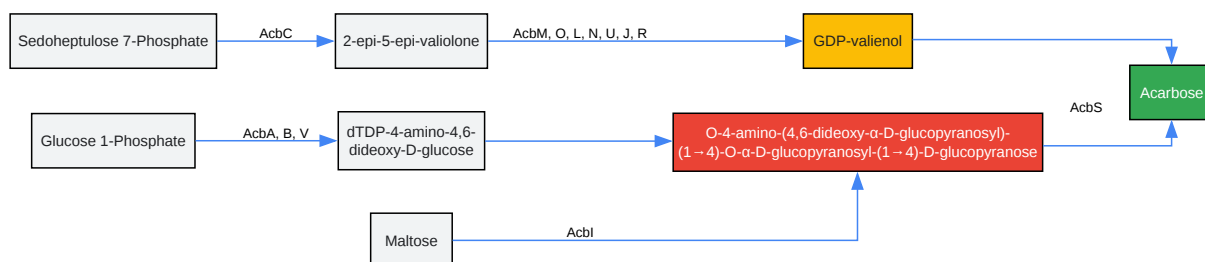 Sedoheptulose 7-Phosphate
AcbC
2-epi-5-epi-valiolone
AcbM, O, L, N, U, J, R
GDP-valienol
Acarbose
AcbS
Glucose 1-Phosphate
AcbA, B, V
dTDP-4-amino-4,6-
dideoxy-D-glucose
O-4-amino-(4,6-dideoxy-α-D-glucopyranosyl)-
(1→4)-O-α-D-glucopyranosyl-(1→4)-D-glucopyranose
Maltose
AcbI